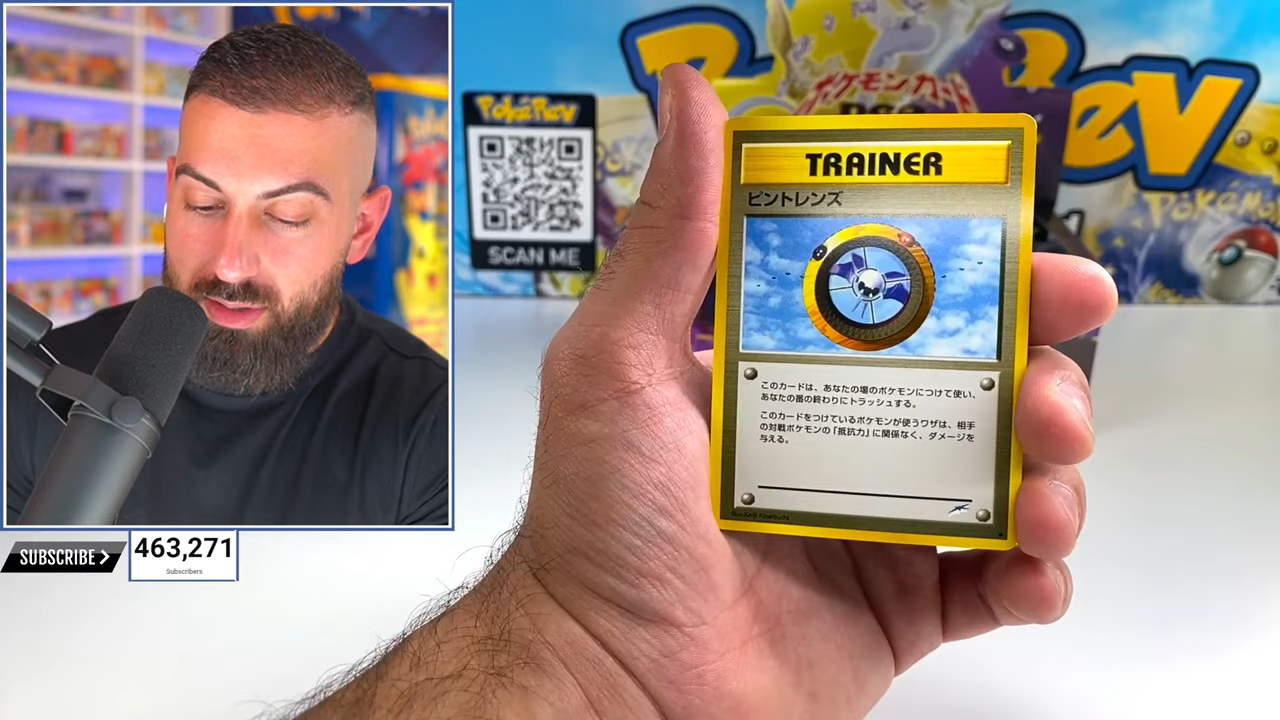 PokéRev
SCAN ME
ポケモンカード
TRAINER
ピントレンズ
このカードは、あなたの場のポケモンにつけて使い、
あなたの番の終わりにトラッシュする。
このカードをつけているポケモンが使うワザは、相手
の対戦ポケモンの「抵抗力」に関係なく、ダメージを
与える。
SUBSCRIBE
463,271
Subscribers